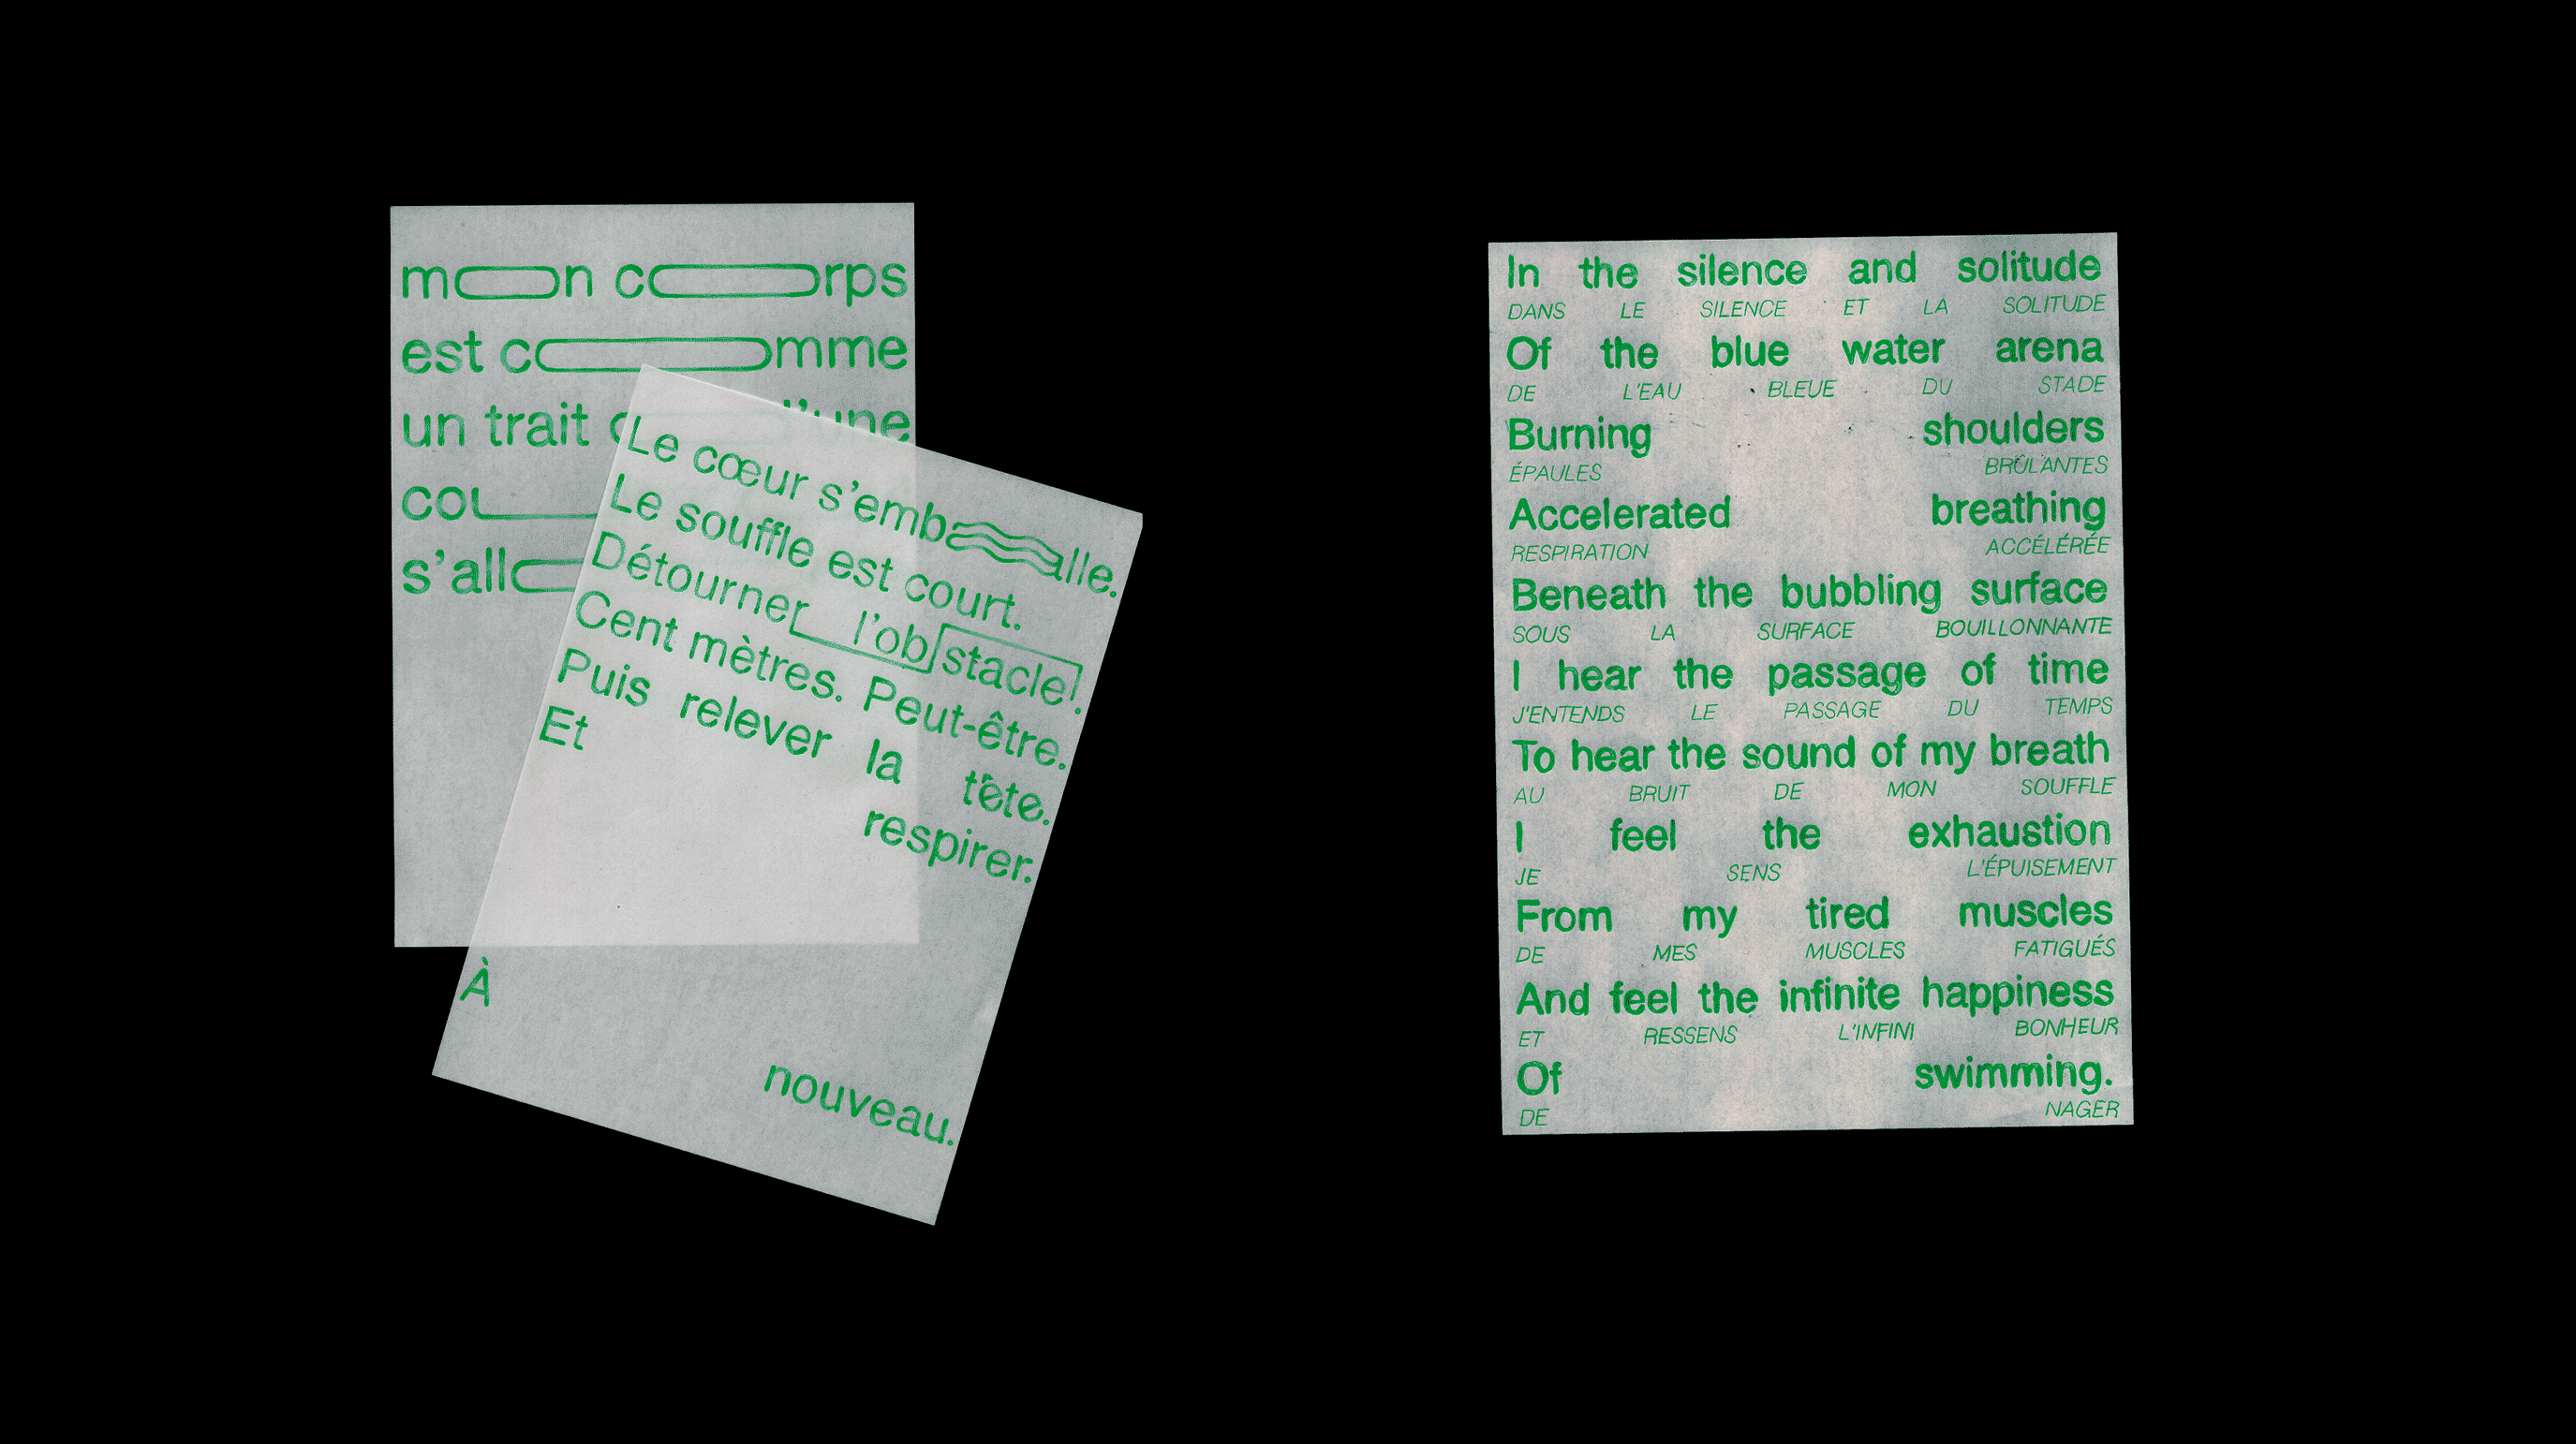 mon corps
est comme
un trait d'une
s'all
Le cœur s'emballe.
Le souffle est court.
Détourner l'obstacle.
Cent mètres. Peut-être.
Puis relever la tête.
Et respirer.
À
nouveau.
In the silence and solitude
DANS LE SILENCE ET LA SOLITUDE
Of the blue water arena
DE L'EAU BLEUE DU STADE
Burning shoulders
ÉPAULES BRÛLANTES
Accelerated breathing
RESPIRATION ACCÉLÉRÉE
Beneath the bubbling surface
SOUS LA SURFACE BOUILLONNANTE
I hear the passage of time
J'ENTENDS LE PASSAGE DU TEMPS
To hear the sound of my breath
AU BRUIT DE MON SOUFFLE
I feel the exhaustion
JE SENS L'ÉPUISEMENT
From my tired muscles
DE MES MUSCLES FATIGUÉS
And feel the infinite happiness
ET RESSENS L'INFINI BONHEUR
Of swimming.
DE NAGER